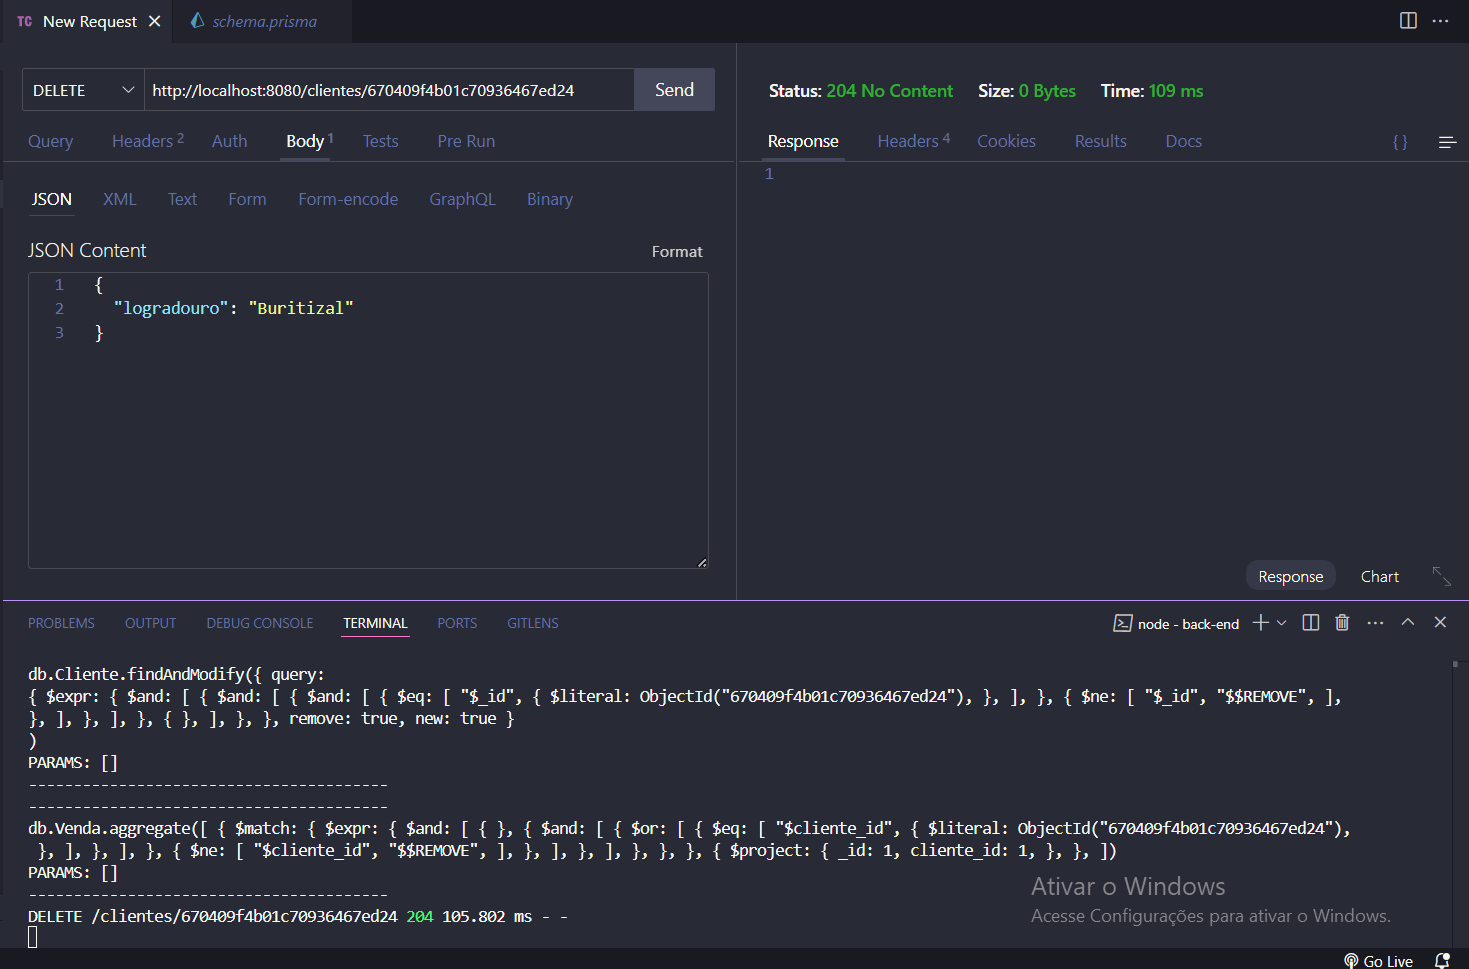 TC New Request
schema.prisma
DELETE
http://localhost:8080/clientes/670409f4b01c70936467ed24
Send
Query
Headers 2
Auth
Body 1
Tests
Pre Run
JSON
XML
Text
Form
Form-encode
GraphQL
Binary
JSON Content
Format
1 {
2 "logradouro": "Buritizal"
3 }
Status: 204 No Content Size: 0 Bytes Time: 109 ms
Response
Headers 4
Cookies
Results
Docs
{ }
1
Response
Chart
PROBLEMS
OUTPUT
DEBUG CONSOLE
TERMINAL
PORTS
GITLENS
node - back-end
db.Cliente.findAndModify({ query:
{ $expr: { $and: [ { $and: [ { $and: [ { $eq: [ "$_id", { $literal: ObjectId("670409f4b01c70936467ed24"), }, ], }, { $ne: [ "$_id", "$$REMOVE", ],
}, ], }, ], }, { }, ], }, }, remove: true, new: true }
)
PARAMS: []
----------------------------------------
----------------------------------------
db.Venda.aggregate([ { $match: { $expr: { $and: [ { }, { $and: [ { $or: [ { $eq: [ "$cliente_id", { $literal: ObjectId("670409f4b01c70936467ed24"),
}, ], }, ], }, { $ne: [ "$cliente_id", "$$REMOVE", ], }, ], }, ], }, }, }, { $project: { _id: 1, cliente_id: 1, }, }, ])
PARAMS: []
----------------------------------------
DELETE /clientes/670409f4b01c70936467ed24 204 105.802 ms - -
Ativar o Windows
Acesse Configurações para ativar o Windows.
Go Live